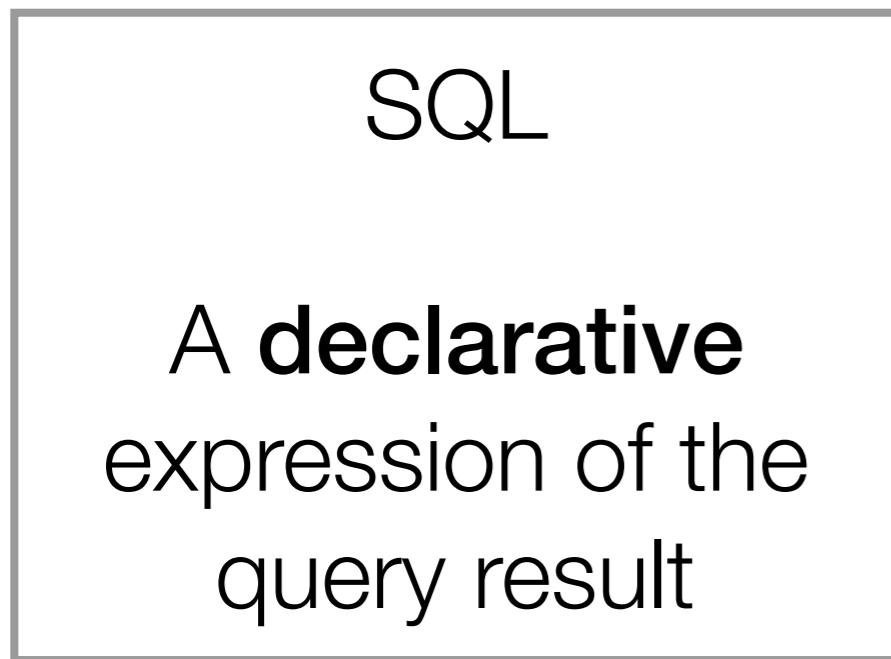 SQL
A declarative
expression of the
query result